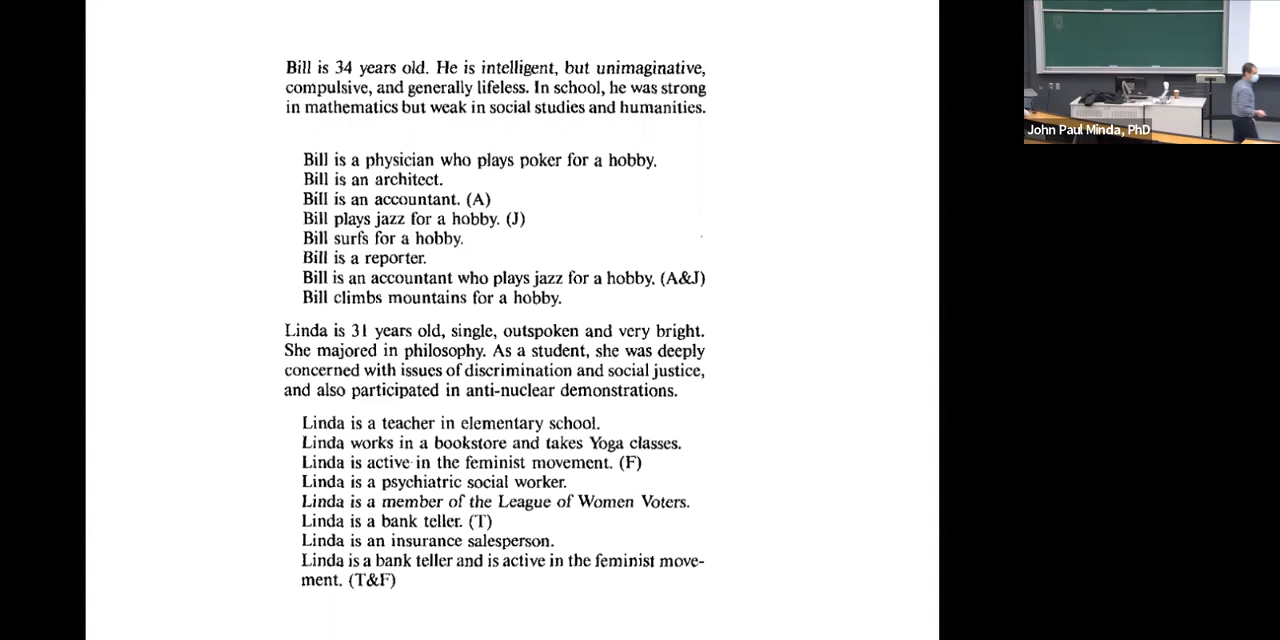 Bill is 34 years old. He is intelligent, but unimaginative,
compulsive, and generally lifeless. In school, he was strong
in mathematics but weak in social studies and humanities.
Bill is a physician who plays poker for a hobby.
Bill is an architect.
Bill is an accountant. (A)
Bill plays jazz for a hobby. (J)
Bill surfs for a hobby.
Bill is a reporter.
Bill is an accountant who plays jazz for a hobby. (A&J)
Bill climbs mountains for a hobby.
Linda is 31 years old, single, outspoken and very bright.
She majored in philosophy. As a student, she was deeply
concerned with issues of discrimination and social justice,
and also participated in anti-nuclear demonstrations.
Linda is a teacher in elementary school.
Linda works in a bookstore and takes Yoga classes.
Linda is active in the feminist movement. (F)
Linda is a psychiatric social worker.
Linda is a member of the League of Women Voters.
Linda is a bank teller. (T)
Linda is an insurance salesperson.
Linda is a bank teller and is active in the feminist move-
ment. (T&F)
John Paul Minda, PhD